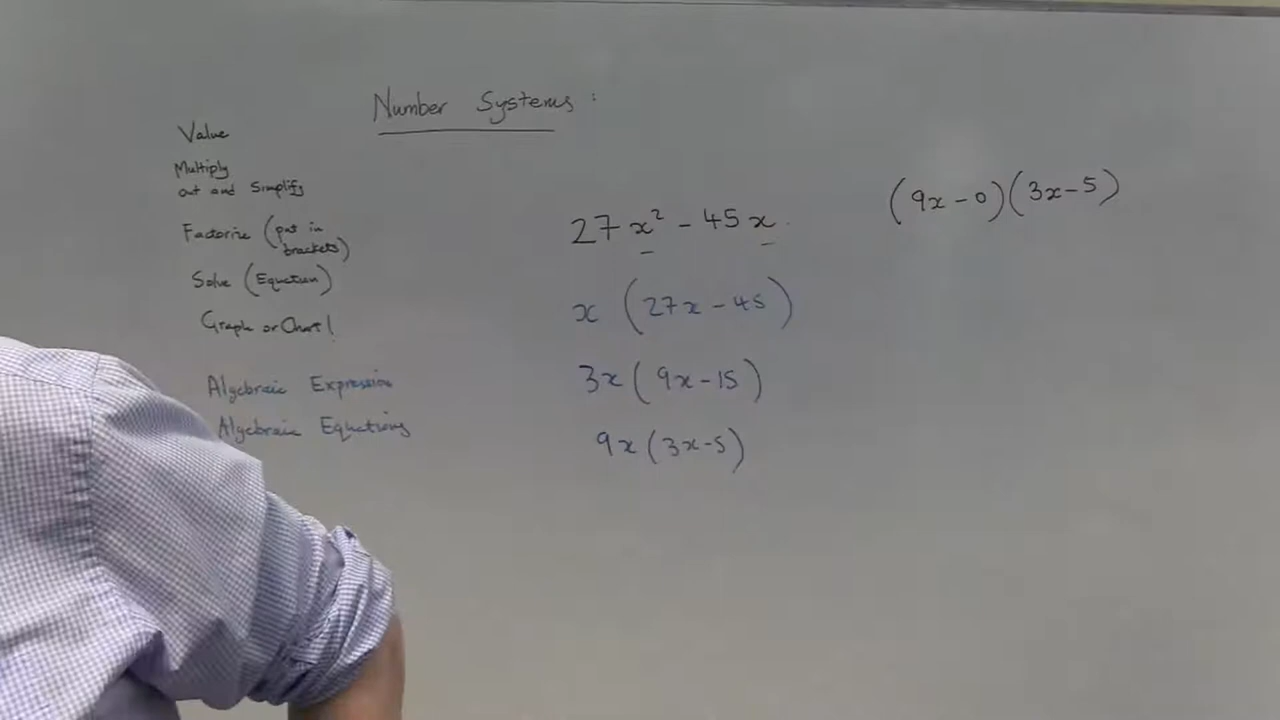 Number Systems:
Value
Multiply
out and Simplify
Factorize (put in
brackets)
Solve (Equation)
Graph or Chart!
Algebraic Expression
Algebraic Equations
27x² - 45x
x (27x - 45)
3x (9x - 15)
9x (3x - 5)
(9x - 0)(3x - 5)